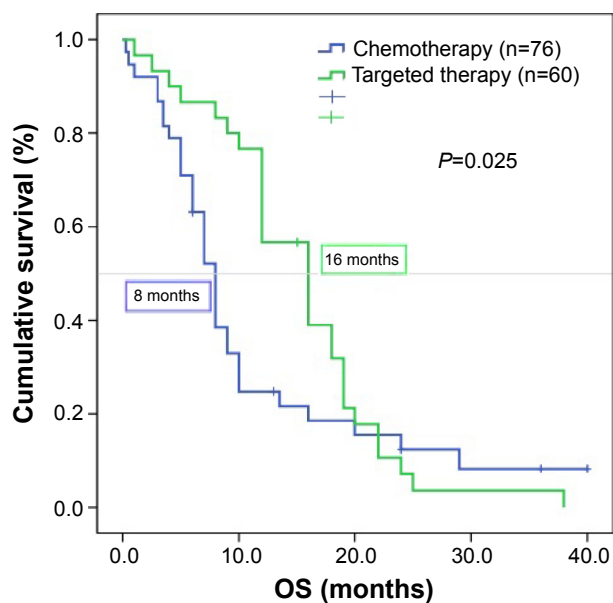 Cumulative survival (%)
1.0
0.8
0.6
0.4
0.2
0.0
Chemotherapy (n=76)
Targeted therapy (n=60)
P=0.025
16 months
8 months
0.0 10.0 20.0 30.0 40.0
OS (months)